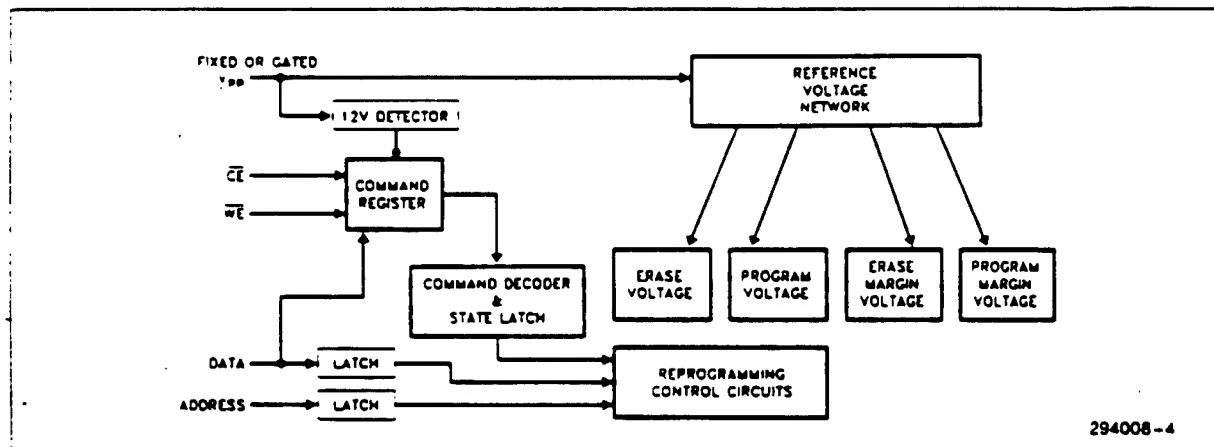 FIXED OR GATED
Vpp
REFERENCE
VOLTAGE
NETWORK
12V DETECTOR
CE
COMMAND
REGISTER
WE
COMMAND DECODER
&
STATE LATCH
ERASE
VOLTAGE
PROGRAM
VOLTAGE
ERASE
MARGIN
VOLTAGE
PROGRAM
MARGIN
VOLTAGE
DATA
LATCH
REPROGRAMMING
CONTROL CIRCUITS
ADDRESS
LATCH
294008-4